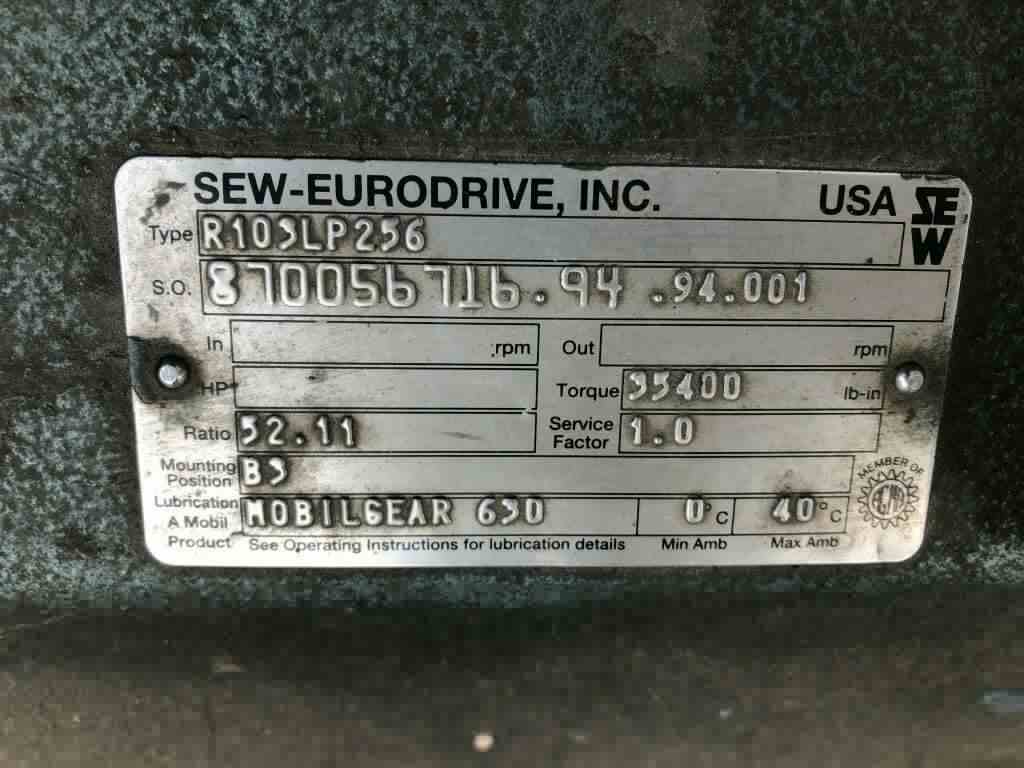 SEW-EURODRIVE, INC. USA SEW
Type R103LP256
S.O. 870056716.94 .94.001
In rpm Out rpm
HP Torque 35400 lb-in
Ratio 52.11 Service Factor 1.0
Mounting Position B3
Lubrication A Mobil Product MOBILGEAR 630 0°C 40°C
See Operating Instructions for lubrication details Min Amb Max Amb
MEMBER OF
AGMA